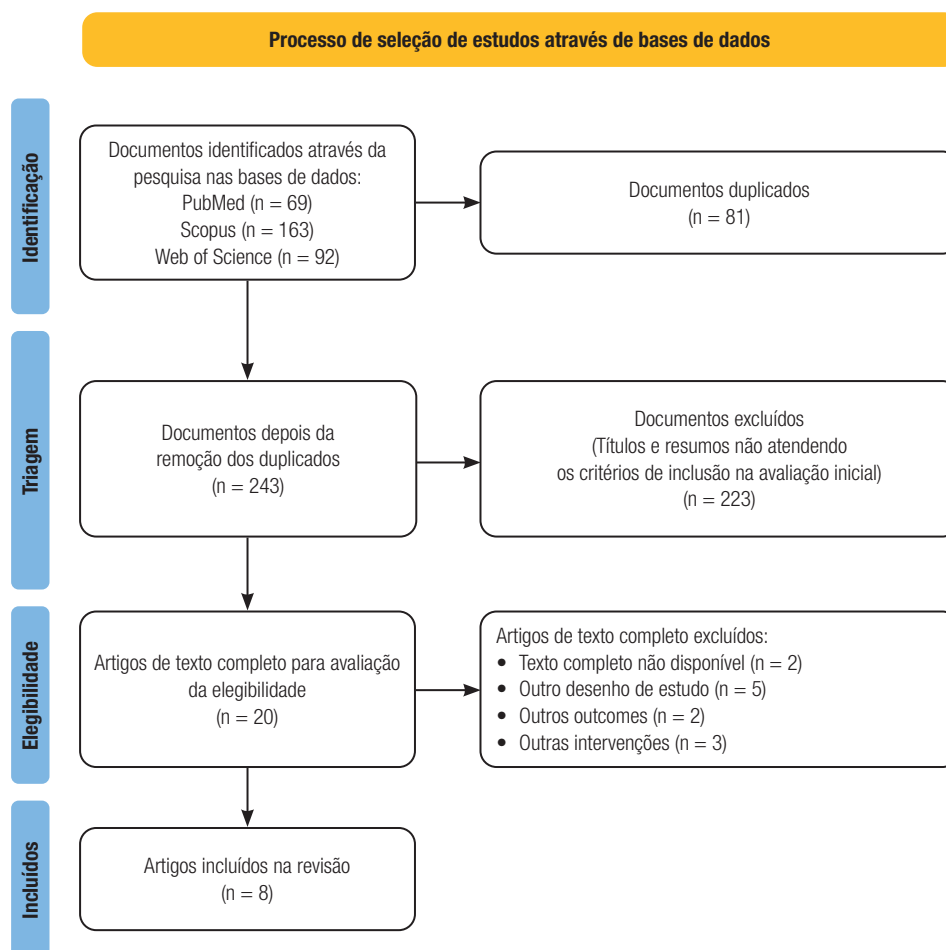 Processo de seleção de estudos através de bases de dados
Identificação
Documentos identificados através da
pesquisa nas bases de dados:
PubMed (n = 69)
Scopus (n = 163)
Web of Science (n = 92)
Documentos duplicados
(n = 81)
Triagem
Documentos depois da
remoção dos duplicados
(n = 243)
Documentos excluídos
(Títulos e resumos não atendendo
os critérios de inclusão na avaliação inicial)
(n = 223)
Elegibilidade
Artigos de texto completo para avaliação
da elegibilidade
(n = 20)
Artigos de texto completo excluídos:
• Texto completo não disponível (n = 2)
• Outro desenho de estudo (n = 5)
• Outros outcomes (n = 2)
• Outras intervenções (n = 3)
Incluídos
Artigos incluídos na revisão
(n = 8)